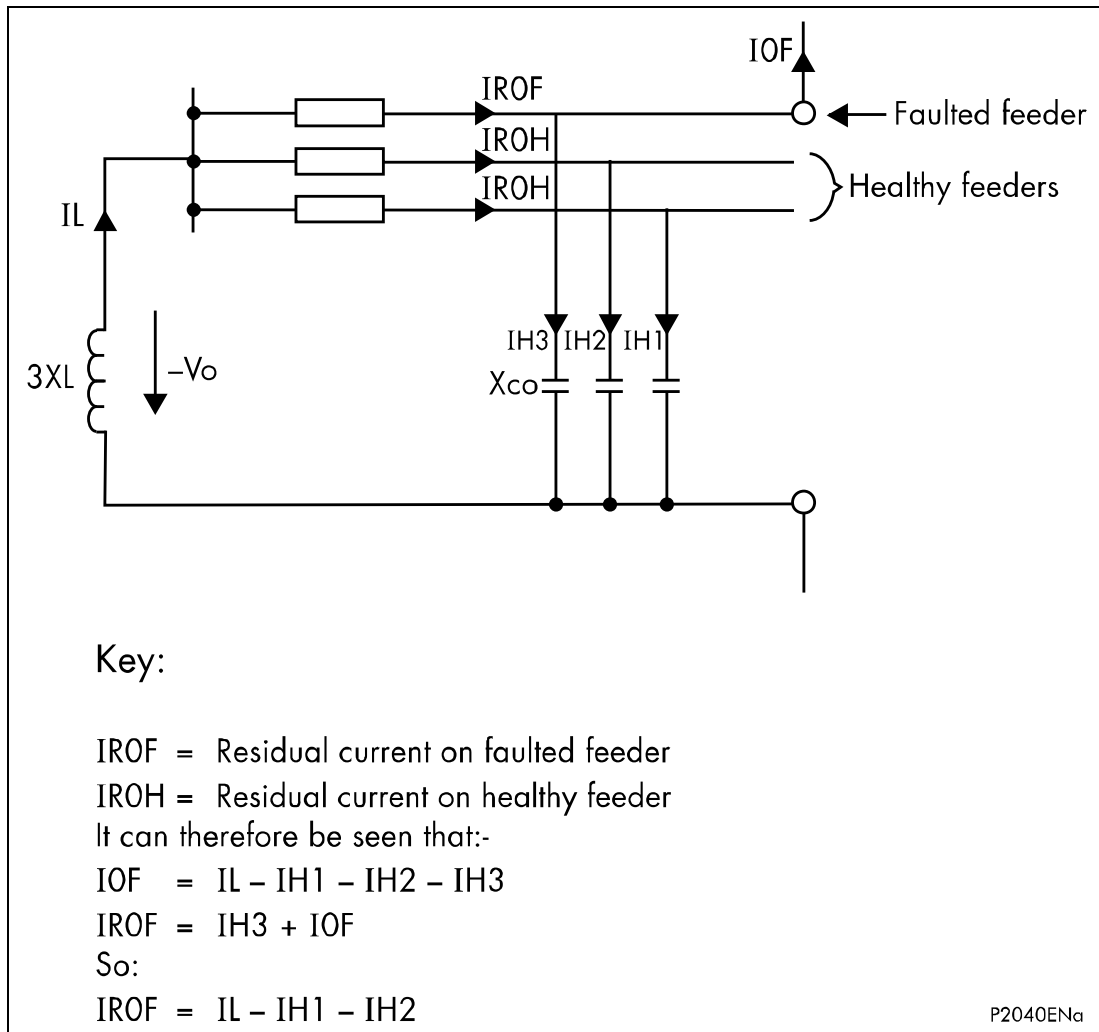 IOF
IROF
Faulted feeder
IROH
IROH
Healthy feeders
IL
IH3 IH2 IH1
3XL
–Vo
Xco
Key:
IROF = Residual current on faulted feeder
IROH = Residual current on healthy feeder
It can therefore be seen that:-
IOF = IL – IH1 – IH2 – IH3
IROF = IH3 + IOF
So:
IROF = IL – IH1 – IH2
P2040ENa